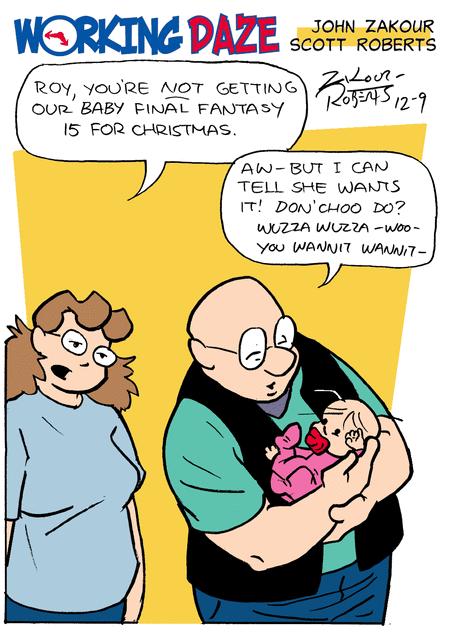 WORKING DAZE
JOHN ZAKOUR
SCOTT ROBERTS
ZAKOUR-
ROBERTS 12-9
ROY, YOU'RE NOT GETTING
OUR BABY FINAL FANTASY
15 FOR CHRISTMAS.
AW- BUT I CAN
TELL SHE WANTS
IT! DON'CHOO DO?
WUZZA WUZZA -WOO-
YOU WANNIT WANNIT-